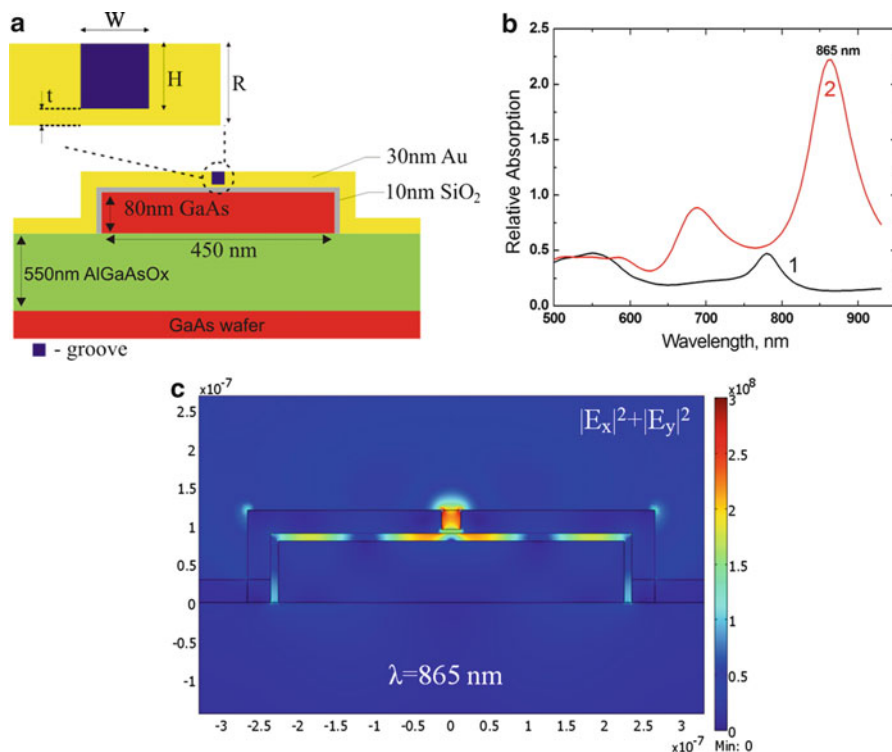 a
W
H
R
t
30nm Au
10nm SiO₂
80nm GaAs
450 nm
550nm AlGaAsOx
GaAs wafer
- groove
b
865 nm
2
1
Relative Absorption
2.5
2.0
1.5
1.0
0.5
0.0
500 600 700 800 900
Wavelength, nm
c
x10⁻⁷
|Eₓ|²+|Eᵧ|²
2.5
2
1.5
1
0.5
0
-0.5
-1
λ=865 nm
-3 -2.5 -2 -1.5 -1 -0.5 0 0.5 1 1.5 2 2.5 3
x10⁻⁷
x10⁸
3
2.5
2
1.5
1
0.5
0
Min: 0